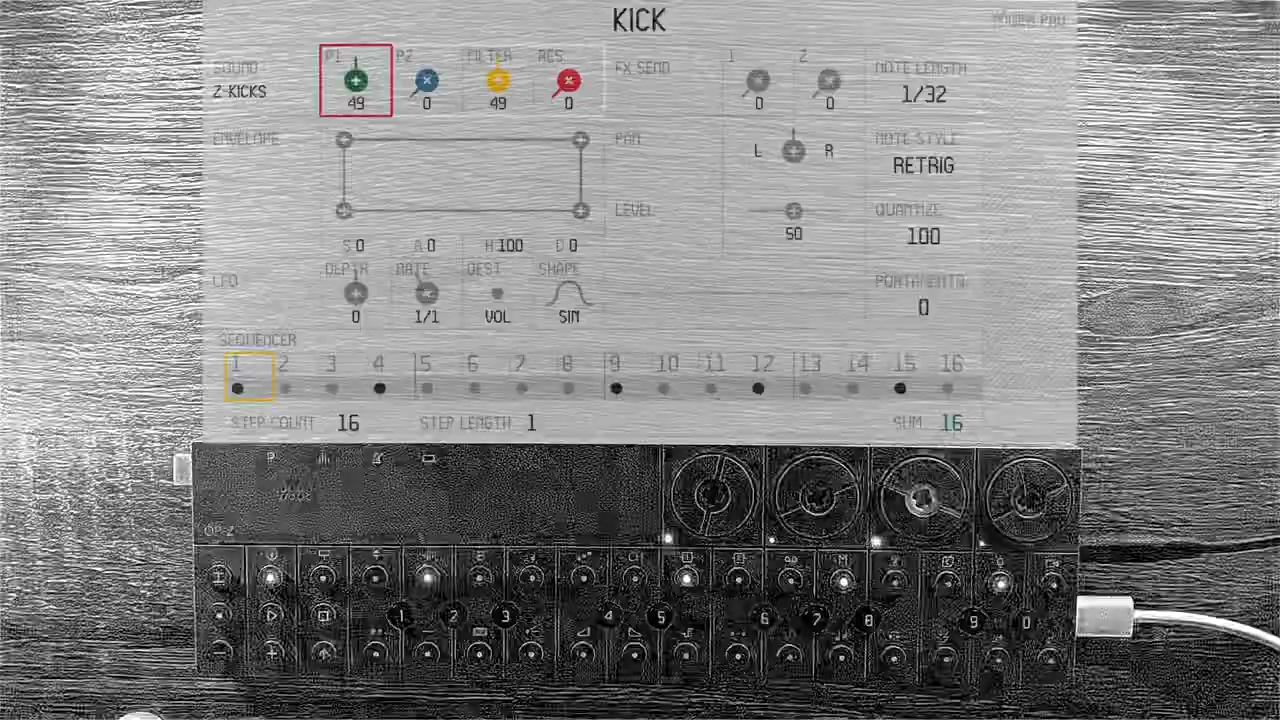 KICK
P1 P2 FILTER RES 1 2 NOTE LENGTH
SOUND FX SEND
Z KICKS 1/32
49 0 49 0 0 0
ENVELOPE PAN NOTE STYLE
L R RETRIG
LEVEL QUANTIZE
50 100
S 0 A 0 H 100 D 0
LFO DEPTH RATE DEST SHAPE PORTAMENTO
0 1/1 VOL SIN 0
SEQUENCER
1 2 3 4 5 6 7 8 9 10 11 12 13 14 15 16
STEP COUNT 16 STEP LENGTH 1 SUM 16
OP-Z
1 2 3 4 5 6 7 8 9 0